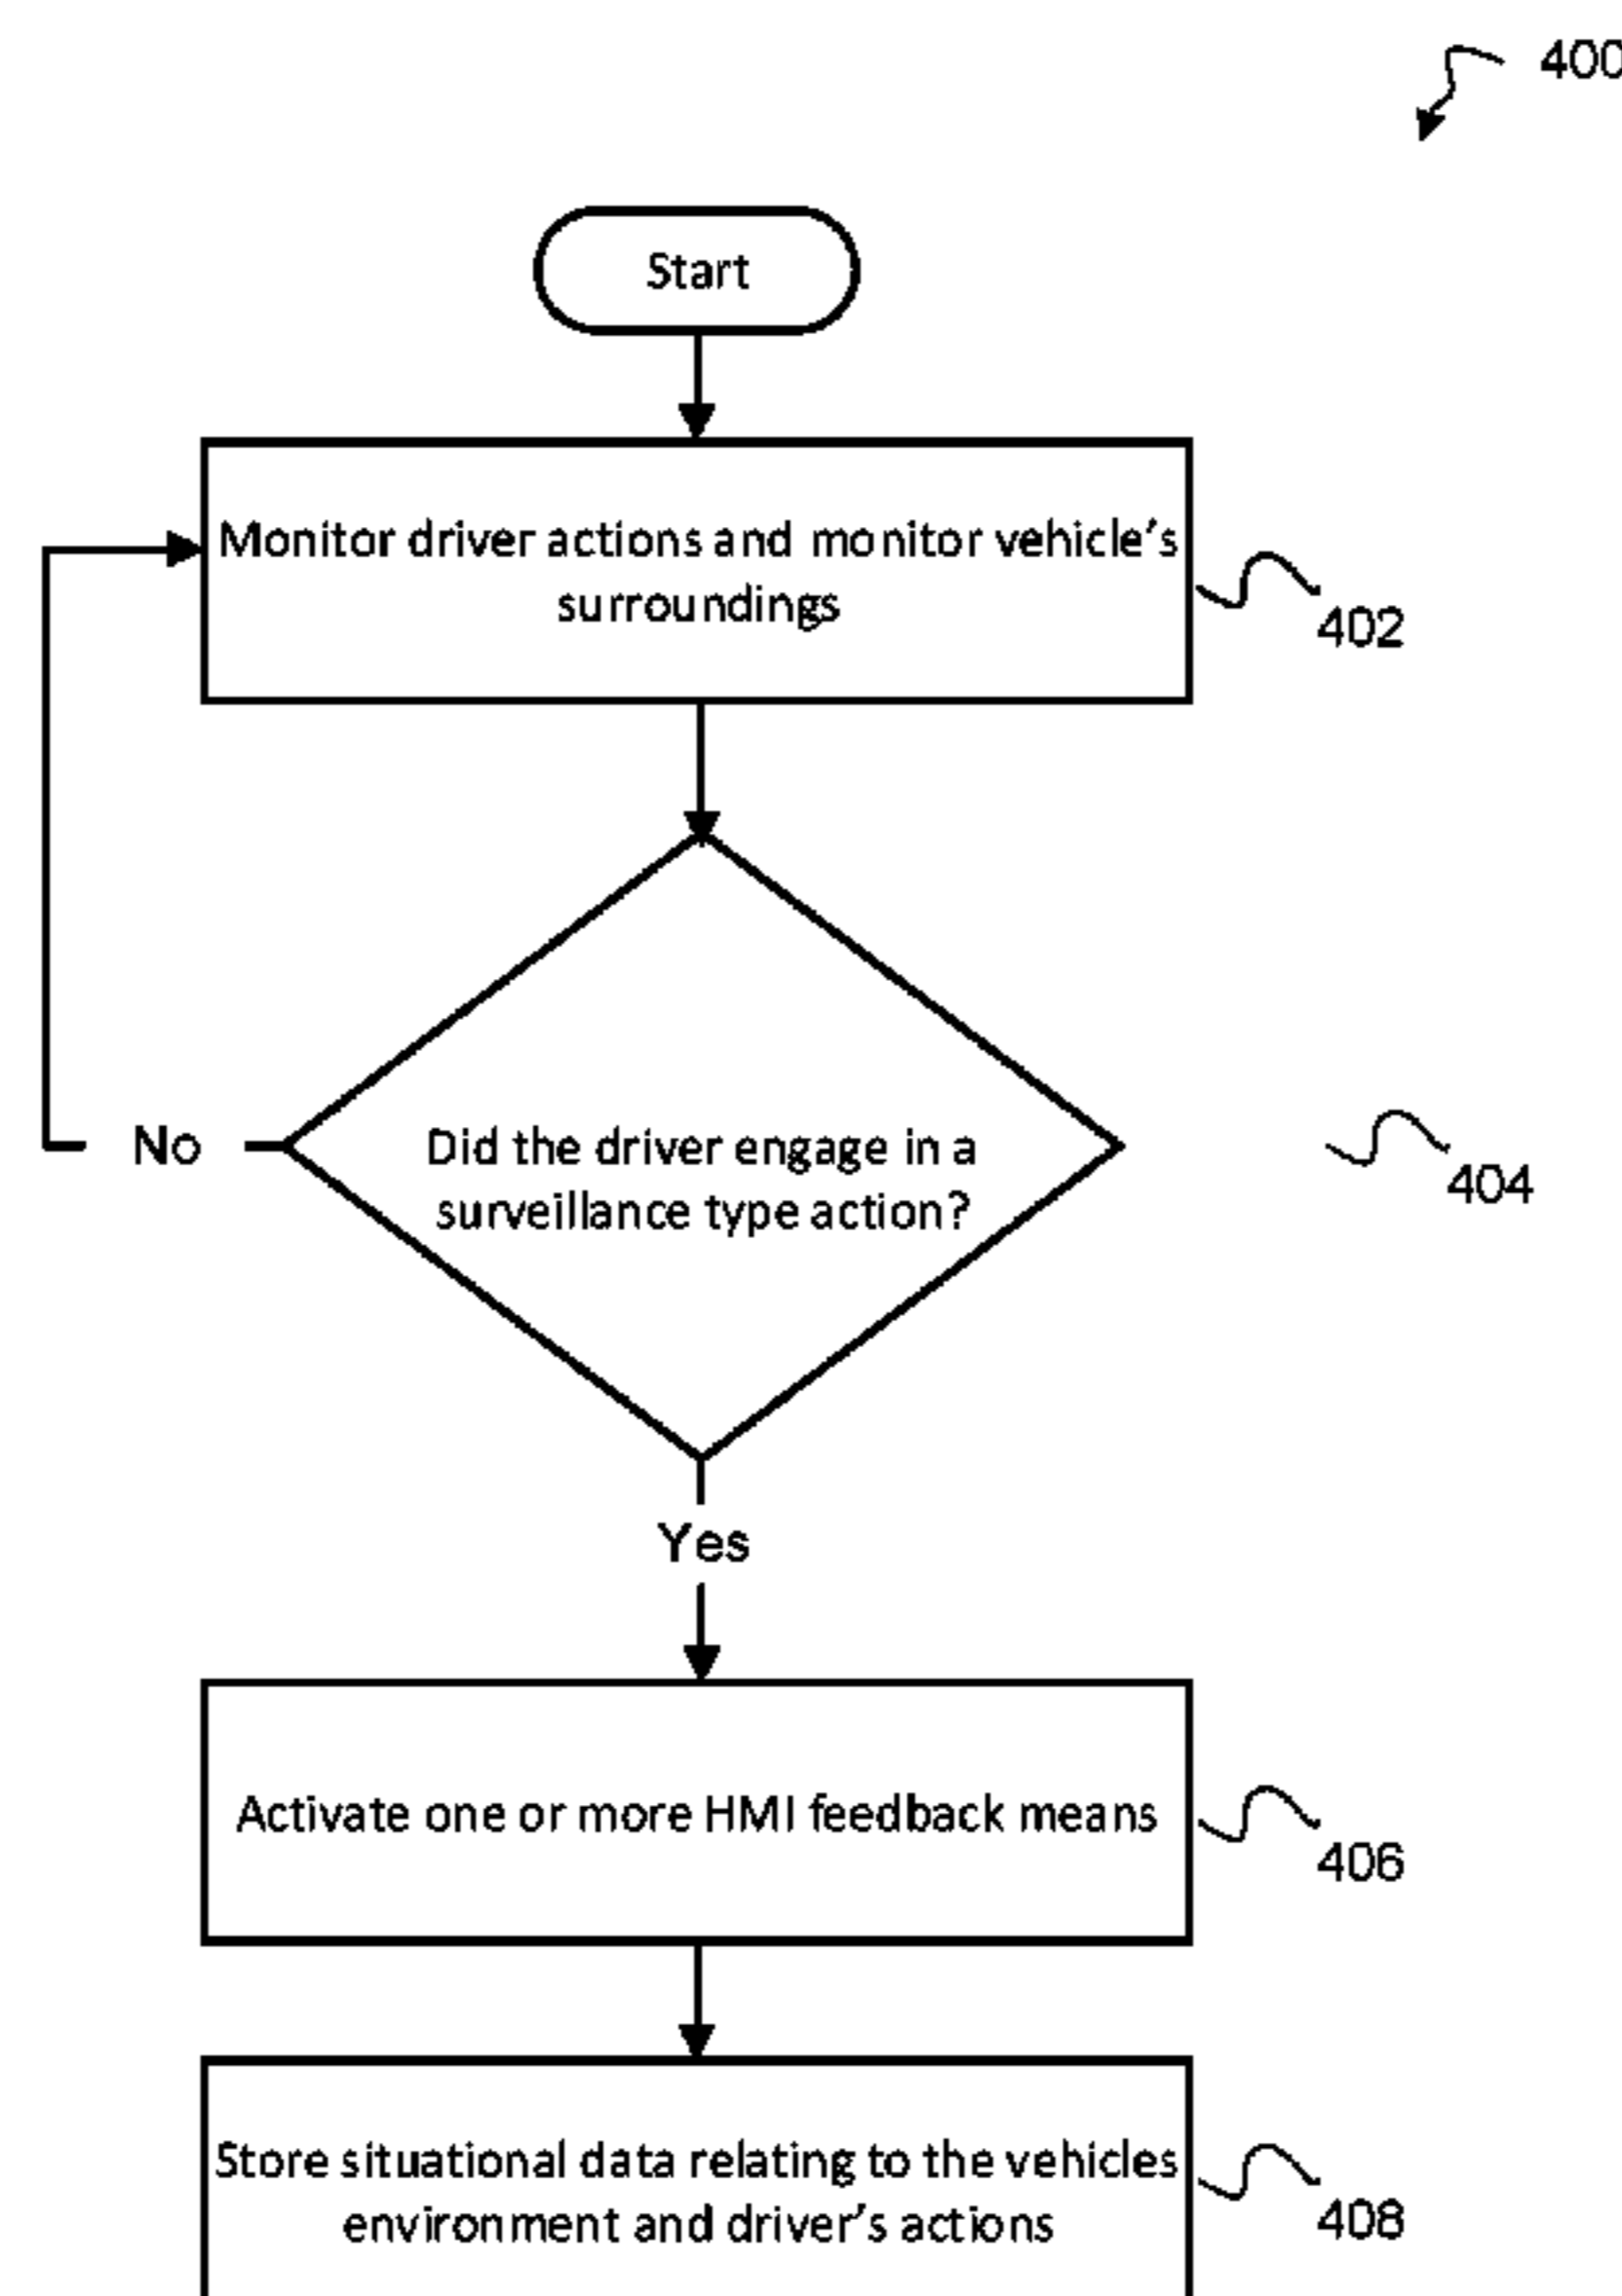 400
Start
Monitor driver actions and monitor vehicle's
surroundings
402
No
Did the driver engage in a
surveillance type action?
404
Yes
Activate one or more HMI feedback means
406
Store situational data relating to the vehicles
environment and driver's actions
408